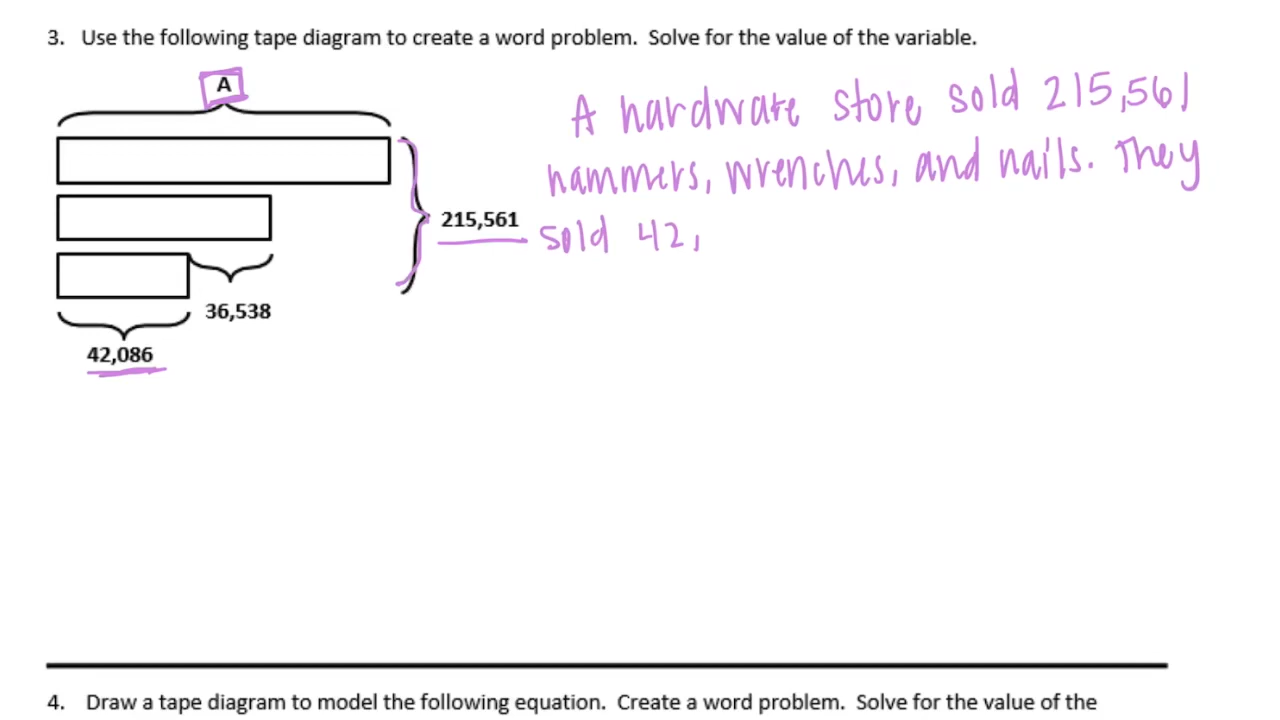 3. Use the following tape diagram to create a word problem. Solve for the value of the variable.
A
A hardware store sold 215,561
hammers, wrenches, and nails. They
215,561
sold 42,
36,538
42,086
4. Draw a tape diagram to model the following equation. Create a word problem. Solve for the value of the